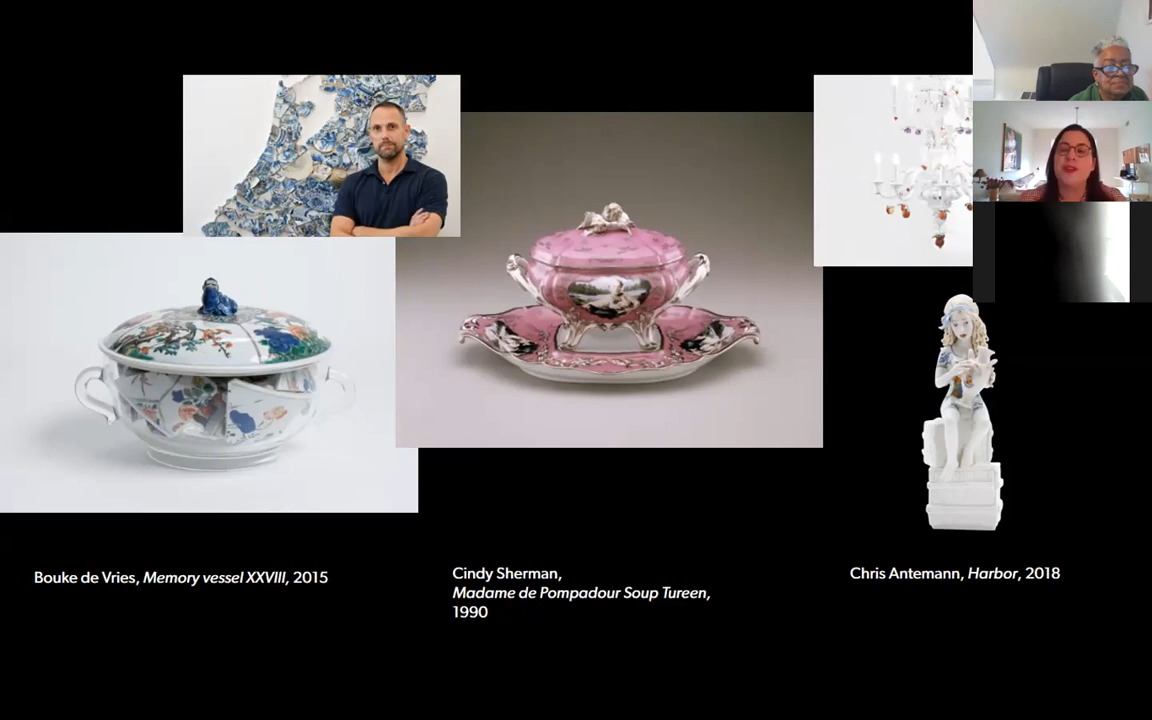 Bouke de Vries, Memory vessel XXVIII, 2015
Cindy Sherman,
Madame de Pompadour Soup Tureen,
1990
Chris Antemann, Harbor, 2018